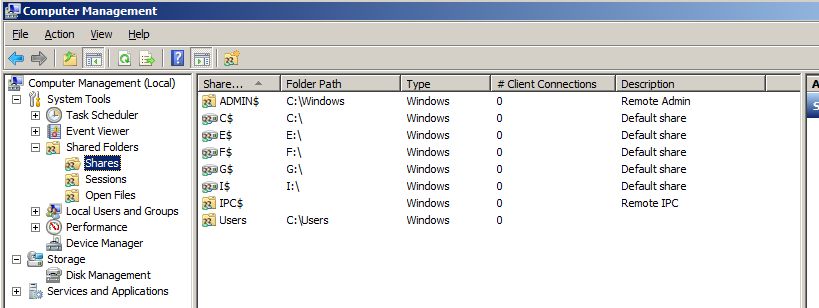 Computer Management
File Action View Help
Computer Management (Local)
System Tools
Task Scheduler
Event Viewer
Shared Folders
Shares
Sessions
Open Files
Local Users and Groups
Performance
Device Manager
Storage
Disk Management
Services and Applications
Share... Folder Path Type # Client Connections Description
ADMIN$ C:\Windows Windows 0 Remote Admin
C$ C:\ Windows 0 Default share
E$ E:\ Windows 0 Default share
F$ F:\ Windows 0 Default share
G$ G:\ Windows 0 Default share
I$ I:\ Windows 0 Default share
IPC$ Windows 0 Remote IPC
Users C:\Users Windows 0